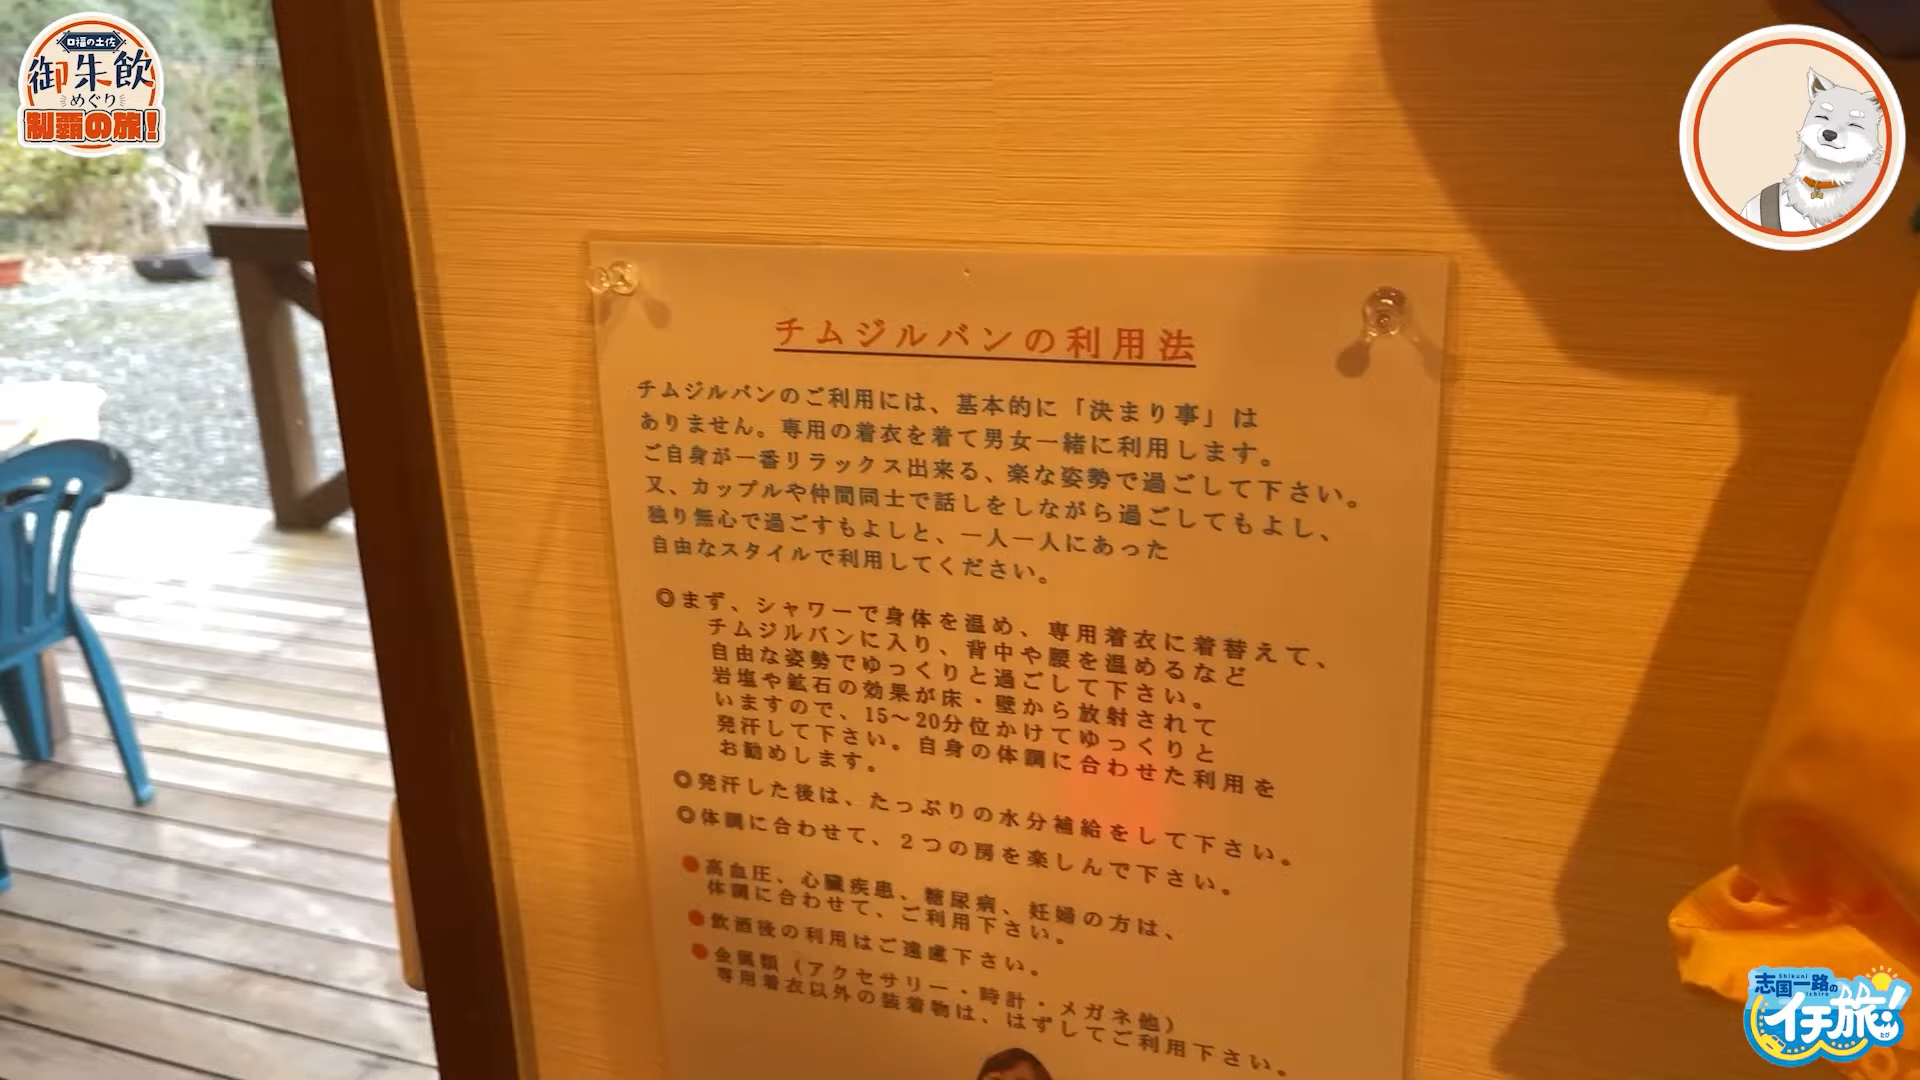 口福の土佐
御朱飲
めぐり
制覇の旅!
チムジルバンの利用法
チムジルバンのご利用には、基本的に「決まり事」は
ありません。専用の着衣を着て男女一緒に利用します。
ご自身が一番リラックス出来る、楽な姿勢で過ごして下さい。
又、カップルや仲間同士で話しをしながら過ごしてもよし、
独り無心で過ごすもよしと、一人一人にあった
自由なスタイルで利用してください。
◎まず、シャワーで身体を温め、専用着衣に着替えて、
チムジルバンに入り、背中や腰を温めるなど
自由な姿勢でゆっくりと過ごして下さい。
岩塩や鉱石の効果が床・壁から放射されて
いますので、15～20分位かけてゆっくりと
発汗して下さい。自身の体調に合わせた利用を
お勧めします。
◎発汗した後は、たっぷりの水分補給をして下さい。
◎体調に合わせて、2つの房を楽しんで下さい。
●高血圧、心臓疾患、糖尿病、妊婦の方は、
体調に合わせて、ご利用下さい。
●飲酒後の利用はご遠慮下さい。
●金属類(アクセサリー・時計・メガネ他)
専用着衣以外の装着物は、はずしてご利用下さい。
志国一路の
Shikuni
Ichiro
イチ旅!
たび